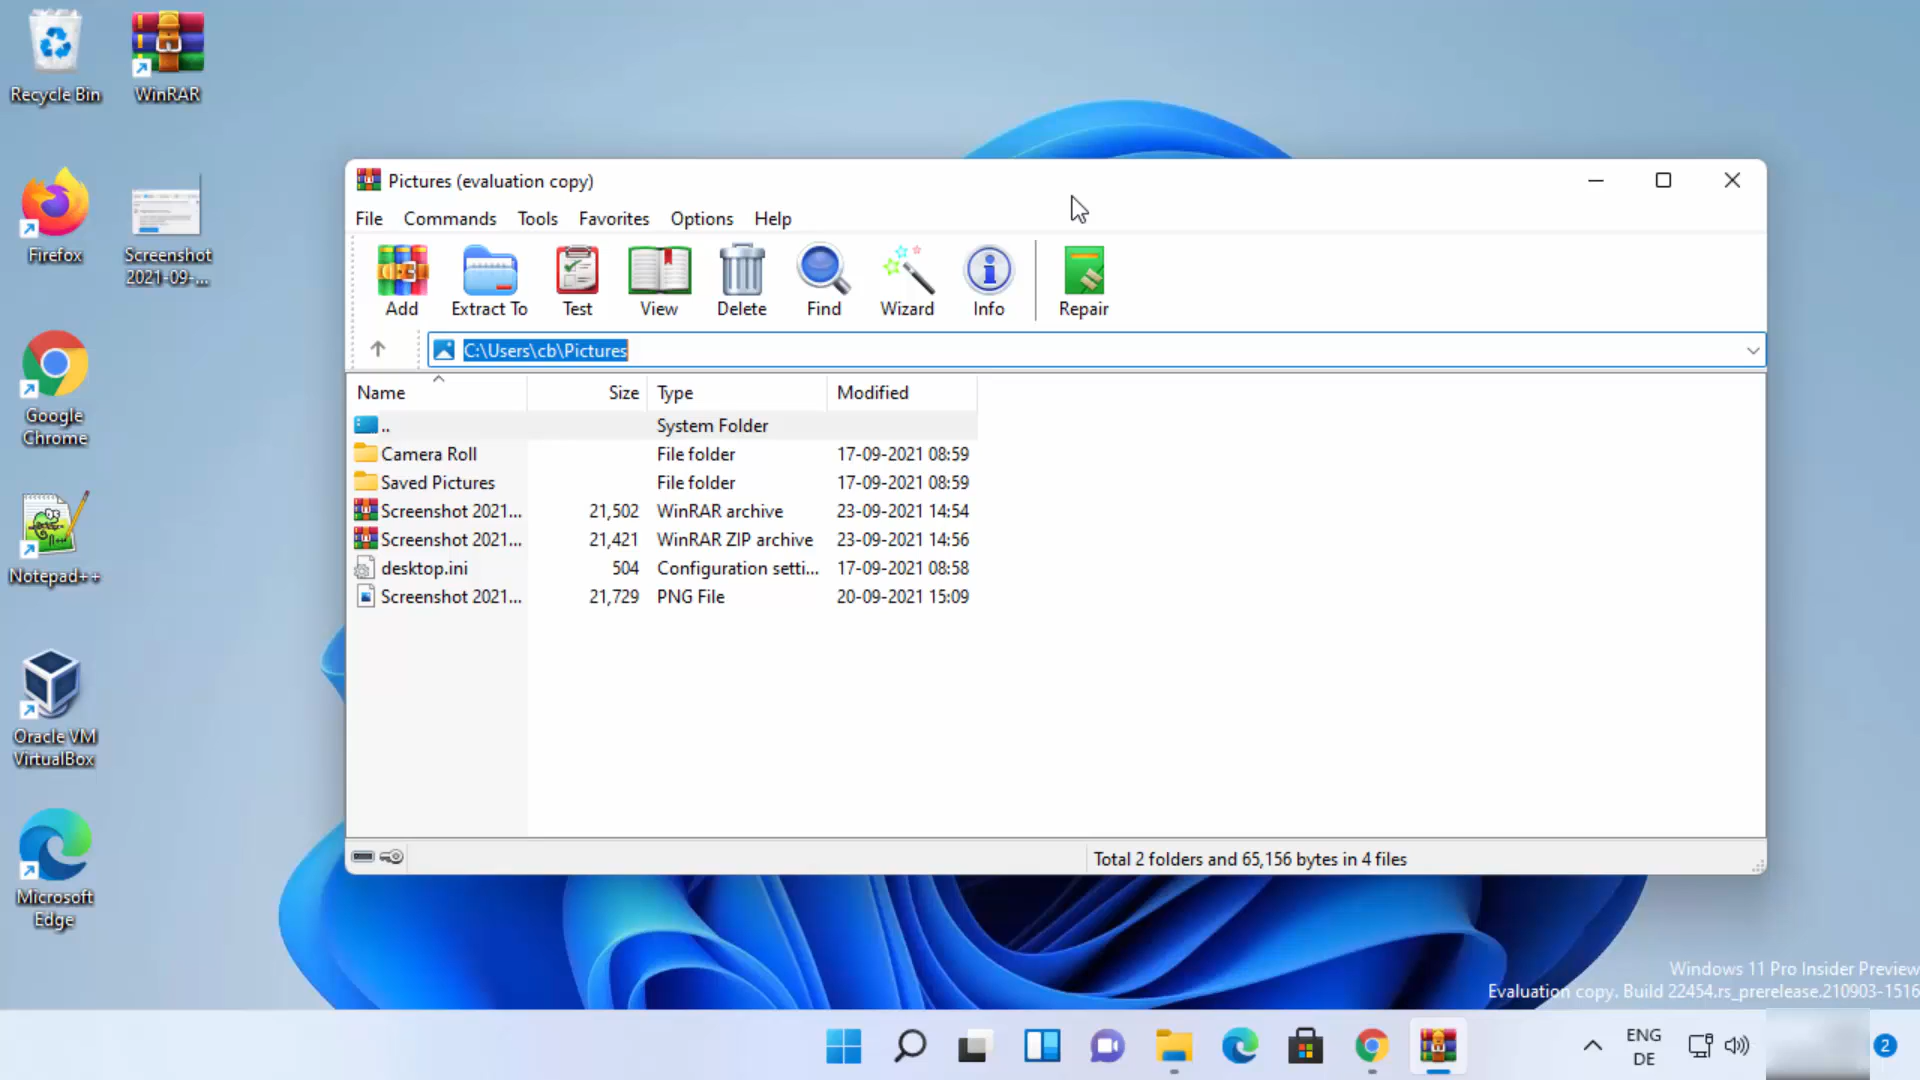 Recycle Bin
WinRAR
Firefox
Screenshot
2021-09-...
Google
Chrome
Notepad++
Oracle VM
VirtualBox
Microsoft
Edge
Pictures (evaluation copy)
File Commands Tools Favorites Options Help
Add Extract To Test View Delete Find Wizard Info Repair
C:\Users\cb\Pictures
Name Size Type Modified
.. System Folder
Camera Roll File folder 17-09-2021 08:59
Saved Pictures File folder 17-09-2021 08:59
Screenshot 2021... 21,502 WinRAR archive 23-09-2021 14:54
Screenshot 2021... 21,421 WinRAR ZIP archive 23-09-2021 14:56
desktop.ini 504 Configuration setti... 17-09-2021 08:58
Screenshot 2021... 21,729 PNG File 20-09-2021 15:09
Total 2 folders and 65,156 bytes in 4 files
Windows 11 Pro Insider Preview
Evaluation copy. Build 22454.rs_prerelease.210903-1516
ENG
DE
2